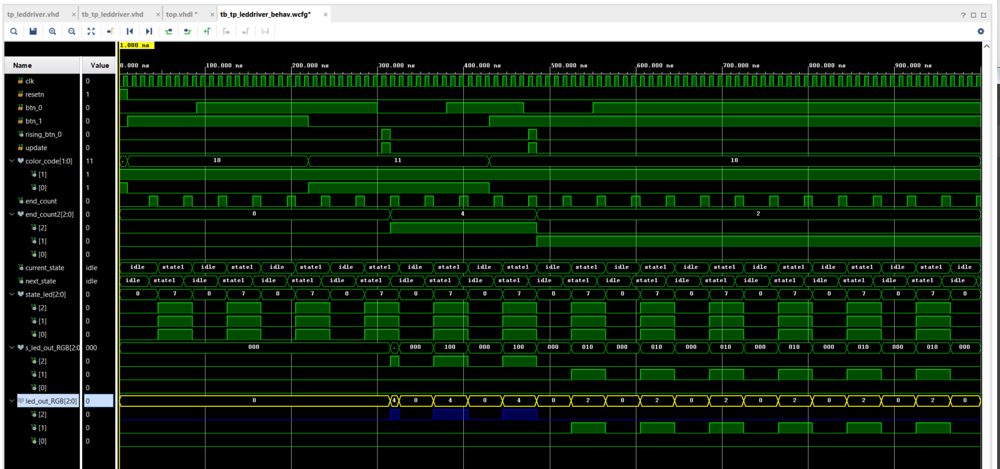 tp_leddriver.vhd × tb_tp_leddriver.vhd × top.vhdl * × tb_tp_leddriver_behav.wcfg* ×
1.000 ns
Name Value
0.000 ns 100.000 ns 200.000 ns 300.000 ns 400.000 ns 500.000 ns 600.000 ns 700.000 ns 800.000 ns 900.000 ns
clk 0
resetn 1
btn_0 0
btn_1 0
rising_btn_0 0
update 0
color_code[1:0] 11 . 10 11 10
[1] 1
[0] 1
end_count 0
end_count2[2:0] 0 0 4 2
[2] 0
[1] 0
[0] 0
current_state idle idle state1 idle state1 idle state1 idle state1 idle state1 idle state1 idle state1 idle state1 idle state1 idle state1 idle state1 idle state1 idle
next_state idle idle state1 idle state1 idle state1 idle state1 idle state1 idle state1 idle state1 idle state1 idle state1 idle state1 idle state1 idle state1 idle
state_led[2:0] 0 0 7 0 7 0 7 0 7 0 7 0 7 0 7 0 7 0 7 0 7 0 7 0 7 0
[2] 0
[1] 0
[0] 0
s_led_out_RGB[2:0 000 000 . 000 100 000 100 000 010 000 010 000 010 000 010 000 010 000 010 000
[2] 0
[1] 0
[0] 0
led_out_RGB[2:0] 0 0 4 0 4 0 4 0 2 0 2 0 2 0 2 0 2 0 2 0
[2] 0
[1] 0
[0] 0